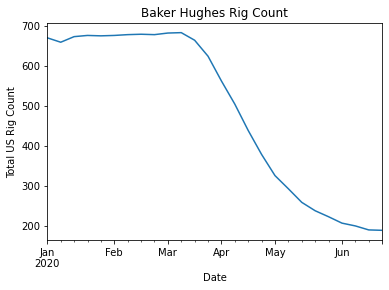 Baker Hughes Rig Count
Total US Rig Count
700
600
500
400
300
200
Jan Feb Mar Apr May Jun
2020
Date